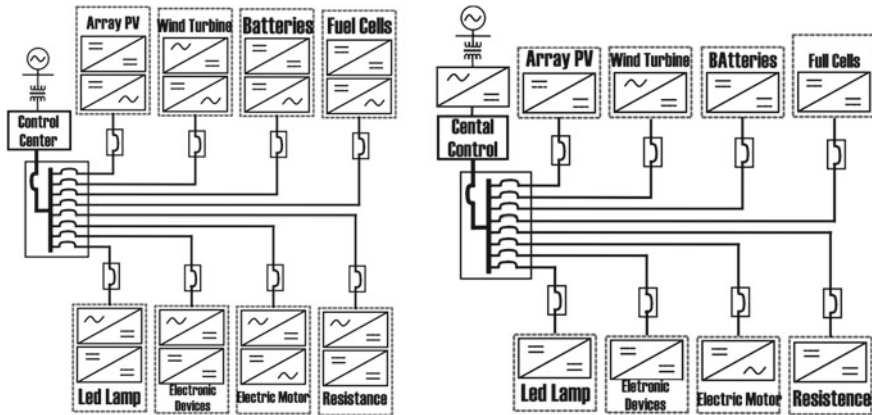 Array PV
Wind Turbine
Batteries
Fuel Cells
Control
Center
Led Lamp
Electronic
Devices
Electric Motor
Resistance
Array PV
Wind Turbine
BAtteries
Full Cells
Cental
Control
Led Lamp
Eletronic
Devices
Electric Motor
Resistence